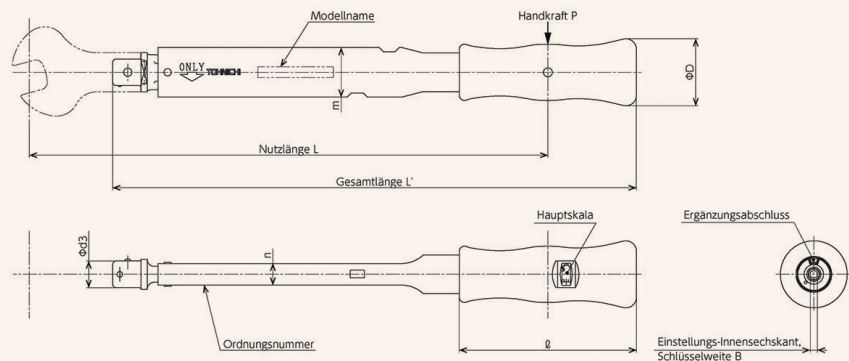 Modellname
Handkraft P
ONLY TOHNICHI
m
ΦD
Nutzlänge L
Gesamtlänge L'
Hauptskala
Ergänzungsabschluss
Φd3
n
Ordnungsnummer
ℓ
Einstellungs-Innensechskant,
Schlüsselweite B